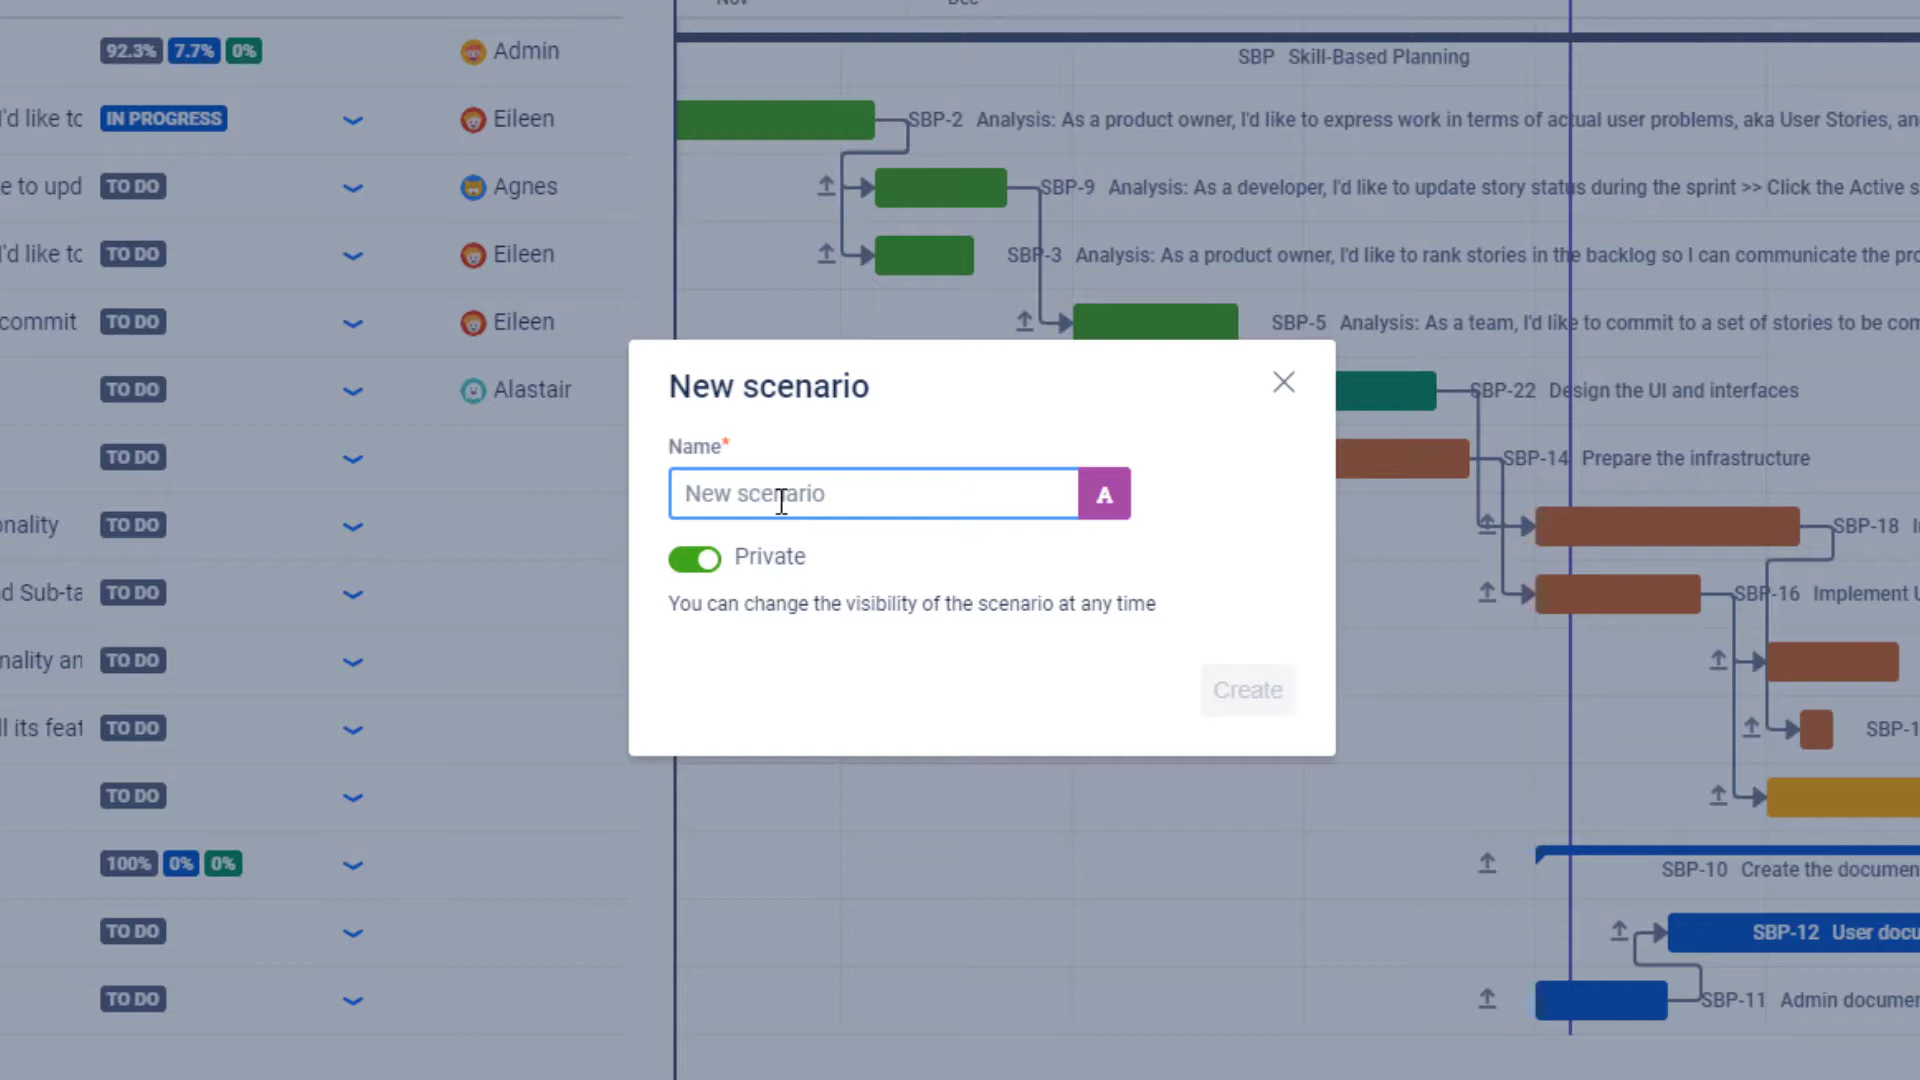 Nov Dec
92.3% 7.7% 0% Admin
SBP Skill-Based Planning
I'd like to IN PROGRESS Eileen
SBP-2 Analysis: As a product owner, I'd like to express work in terms of actual user problems, aka User Stories, an
e to upd TO DO Agnes
SBP-9 Analysis: As a developer, I'd like to update story status during the sprint >> Click the Active s
I'd like to TO DO Eileen
SBP-3 Analysis: As a product owner, I'd like to rank stories in the backlog so I can communicate the pro
commit TO DO Eileen
SBP-5 Analysis: As a team, I'd like to commit to a set of stories to be com
TO DO Alastair
SBP-22 Design the UI and interfaces
TO DO
SBP-14 Prepare the infrastructure
onality TO DO
SBP-18
d Sub-ta TO DO
SBP-16 Implement U
nality an TO DO
ll its feat TO DO
SBP-1
TO DO
100% 0% 0%
SBP-10 Create the documen
TO DO
SBP-12 User docu
TO DO
SBP-11 Admin documen
New scenario
Name*
New scenario A
Private
You can change the visibility of the scenario at any time
Create